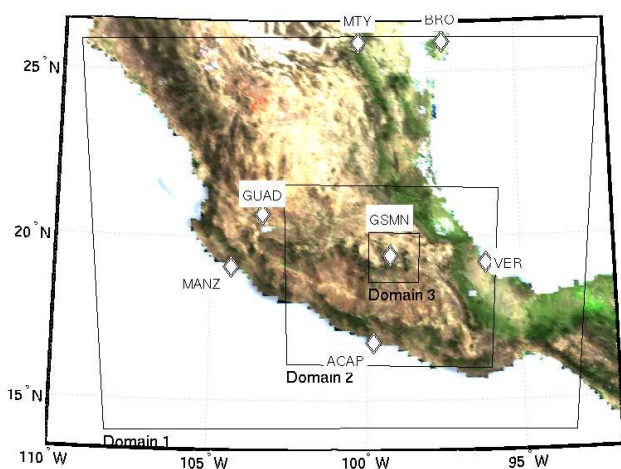 MTY
BRO
25°N
GUAD
GSMN
20°N
VER
MANZ
Domain 3
ACAP
Domain 2
15°N
Domain 1
110°W
105°W
100°W
95°W